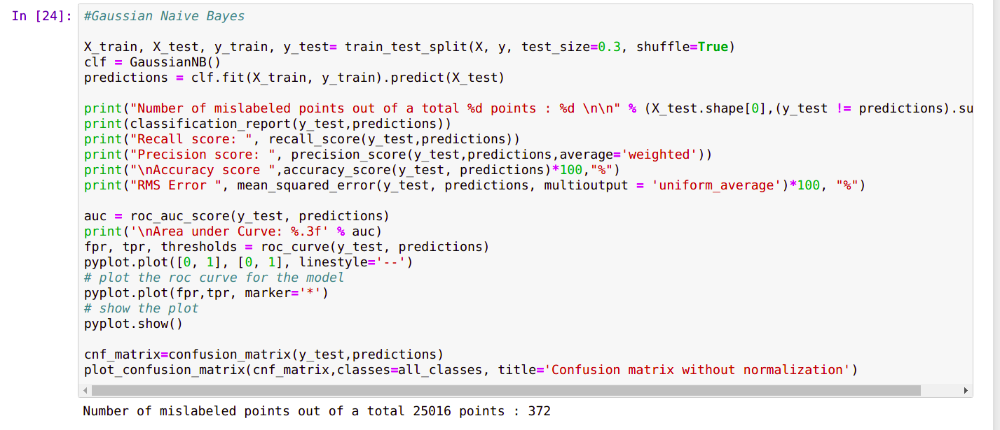 In [24]: #Gaussian Naive Bayes
X_train, X_test, y_train, y_test= train_test_split(X, y, test_size=0.3, shuffle=True)
clf = GaussianNB()
predictions = clf.fit(X_train, y_train).predict(X_test)
print("Number of mislabeled points out of a total %d points : %d \n\n" % (X_test.shape[0],(y_test != predictions).su
print(classification_report(y_test,predictions))
print("Recall score: ", recall_score(y_test,predictions))
print("Precision score: ", precision_score(y_test,predictions,average='weighted'))
print("\nAccuracy score ",accuracy_score(y_test, predictions)*100,"%")
print("RMS Error ", mean_squared_error(y_test, predictions, multioutput = 'uniform_average')*100, "%")
auc = roc_auc_score(y_test, predictions)
print('\nArea under Curve: %.3f' % auc)
fpr, tpr, thresholds = roc_curve(y_test, predictions)
pyplot.plot([0, 1], [0, 1], linestyle='--')
# plot the roc curve for the model
pyplot.plot(fpr,tpr, marker='*')
# show the plot
pyplot.show()
cnf_matrix=confusion_matrix(y_test,predictions)
plot_confusion_matrix(cnf_matrix,classes=all_classes, title='Confusion matrix without normalization')
Number of mislabeled points out of a total 25016 points : 372